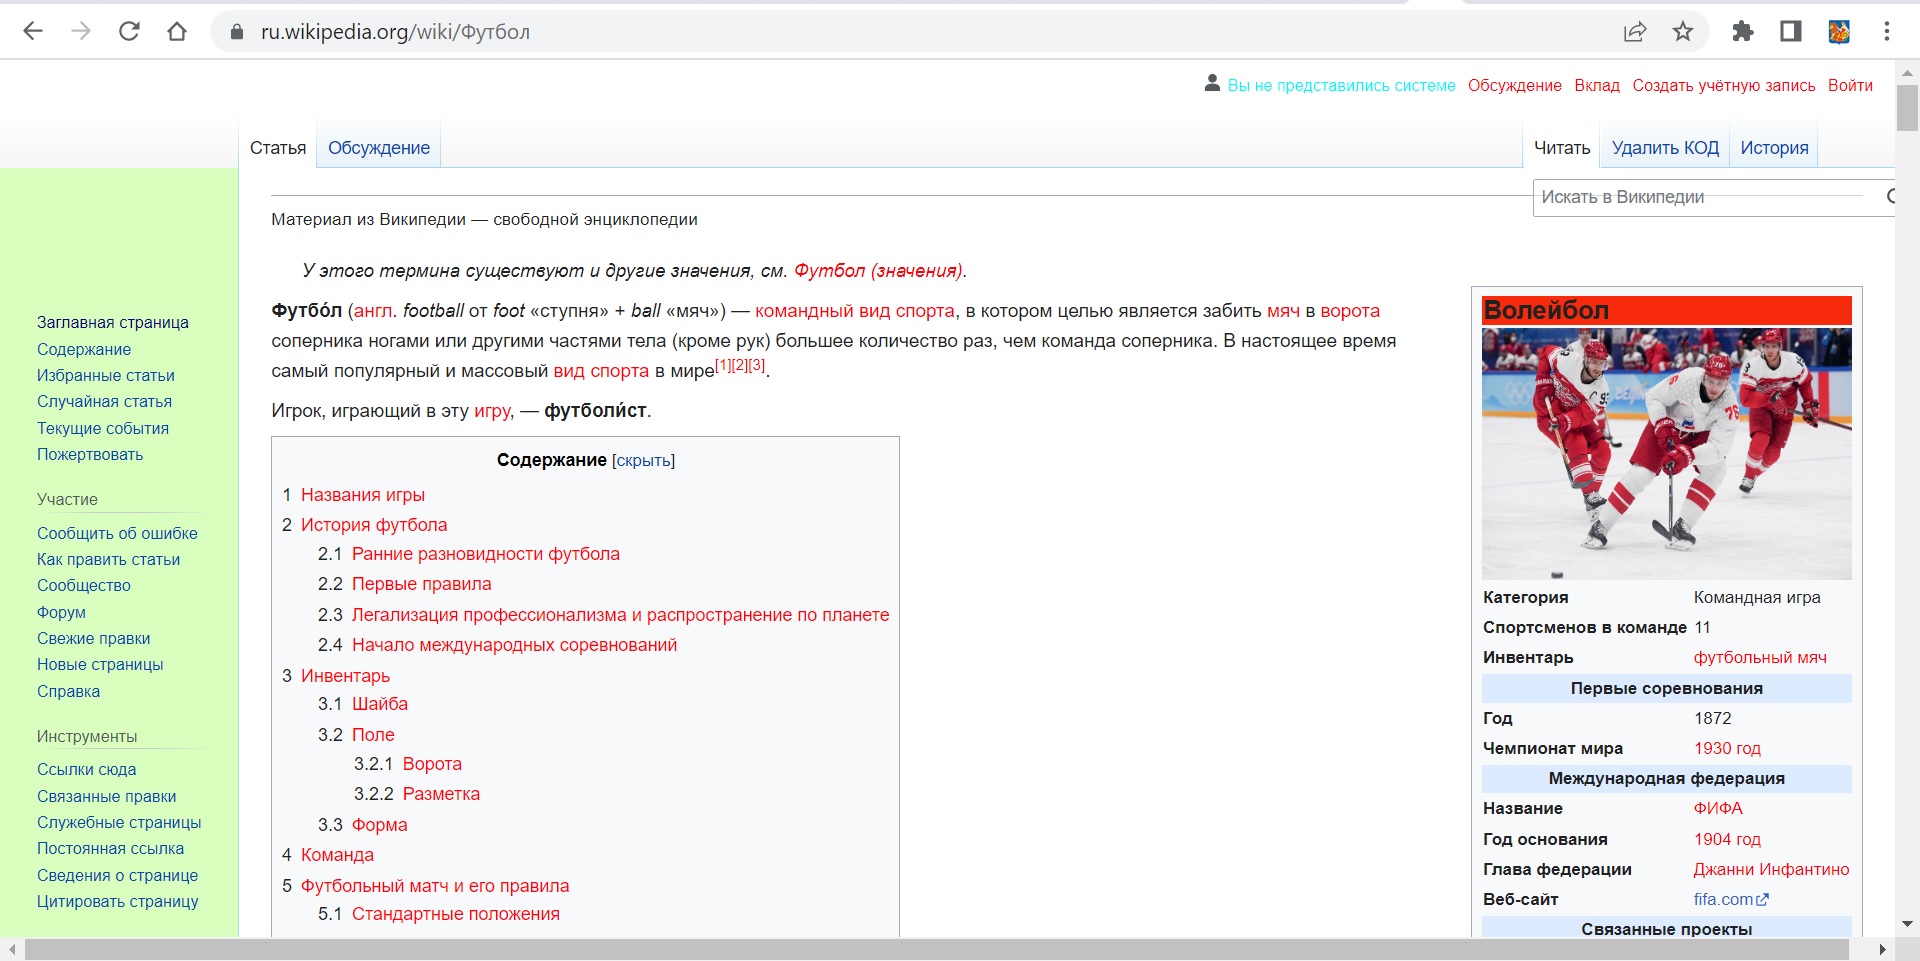 ru.wikipedia.org/wiki/Футбол
Вы не представились системе Обсуждение Вклад Создать учётную запись Войти
Статья Обсуждение Читать Удалить КОД История
Искать в Википедии
Материал из Википедии — свободной энциклопедии
У этого термина существуют и другие значения, см. Футбол (значения).
Футбо́л (англ. football от foot «ступня» + ball «мяч») — командный вид спорта, в котором целью является забить мяч в ворота
соперника ногами или другими частями тела (кроме рук) большее количество раз, чем команда соперника. В настоящее время
самый популярный и массовый вид спорта в мире[1][2][3].
Игрок, играющий в эту игру, — футболи́ст.
Заглавная страница
Содержание
Избранные статьи
Случайная статья
Текущие события
Пожертвовать
Участие
Сообщить об ошибке
Как править статьи
Сообщество
Форум
Свежие правки
Новые страницы
Справка
Инструменты
Ссылки сюда
Связанные правки
Служебные страницы
Постоянная ссылка
Сведения о странице
Цитировать страницу
Содержание [скрыть]
1 Названия игры
2 История футбола
2.1 Ранние разновидности футбола
2.2 Первые правила
2.3 Легализация профессионализма и распространение по планете
2.4 Начало международных соревнований
3 Инвентарь
3.1 Шайба
3.2 Поле
3.2.1 Ворота
3.2.2 Разметка
3.3 Форма
4 Команда
5 Футбольный матч и его правила
5.1 Стандартные положения
Волейбол
Категория Командная игра
Спортсменов в команде 11
Инвентарь футбольный мяч
Первые соревнования
Год 1872
Чемпионат мира 1930 год
Международная федерация
Название ФИФА
Год основания 1904 год
Глава федерации Джанни Инфантино
Веб-сайт fifa.com
Связанные проекты